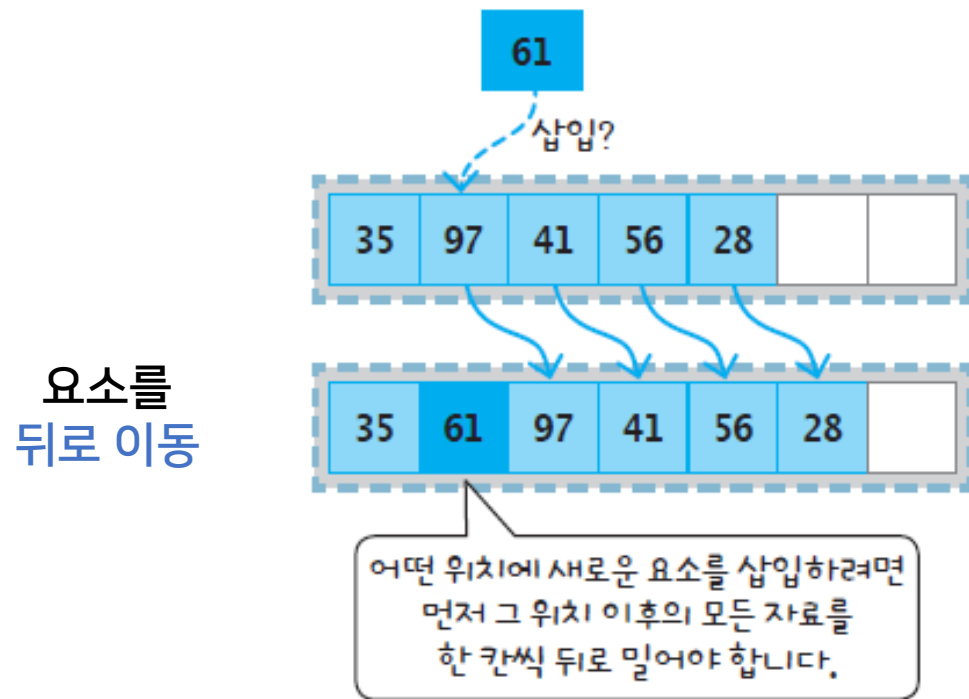 61
삽입?
35 97 41 56 28
요소를
뒤로 이동
35 61 97 41 56 28
어떤 위치에 새로운 요소를 삽입하려면
먼저 그 위치 이후의 모든 자료를
한 칸씩 뒤로 밀어야 합니다.